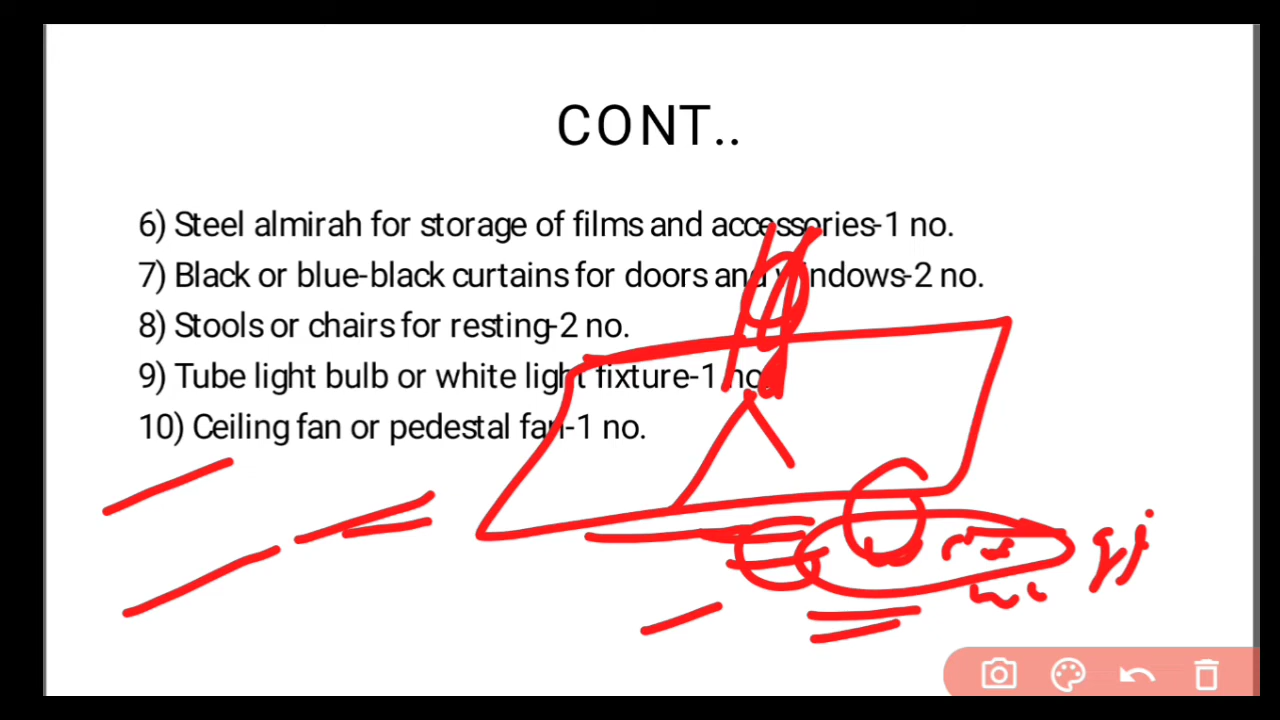 CONT..
6) Steel almirah for storage of films and accessories-1 no.
7) Black or blue-black curtains for doors and windows-2 no.
8) Stools or chairs for resting-2 no.
9) Tube light bulb or white light fixture-1 no.
10) Ceiling fan or pedestal fan-1 no.